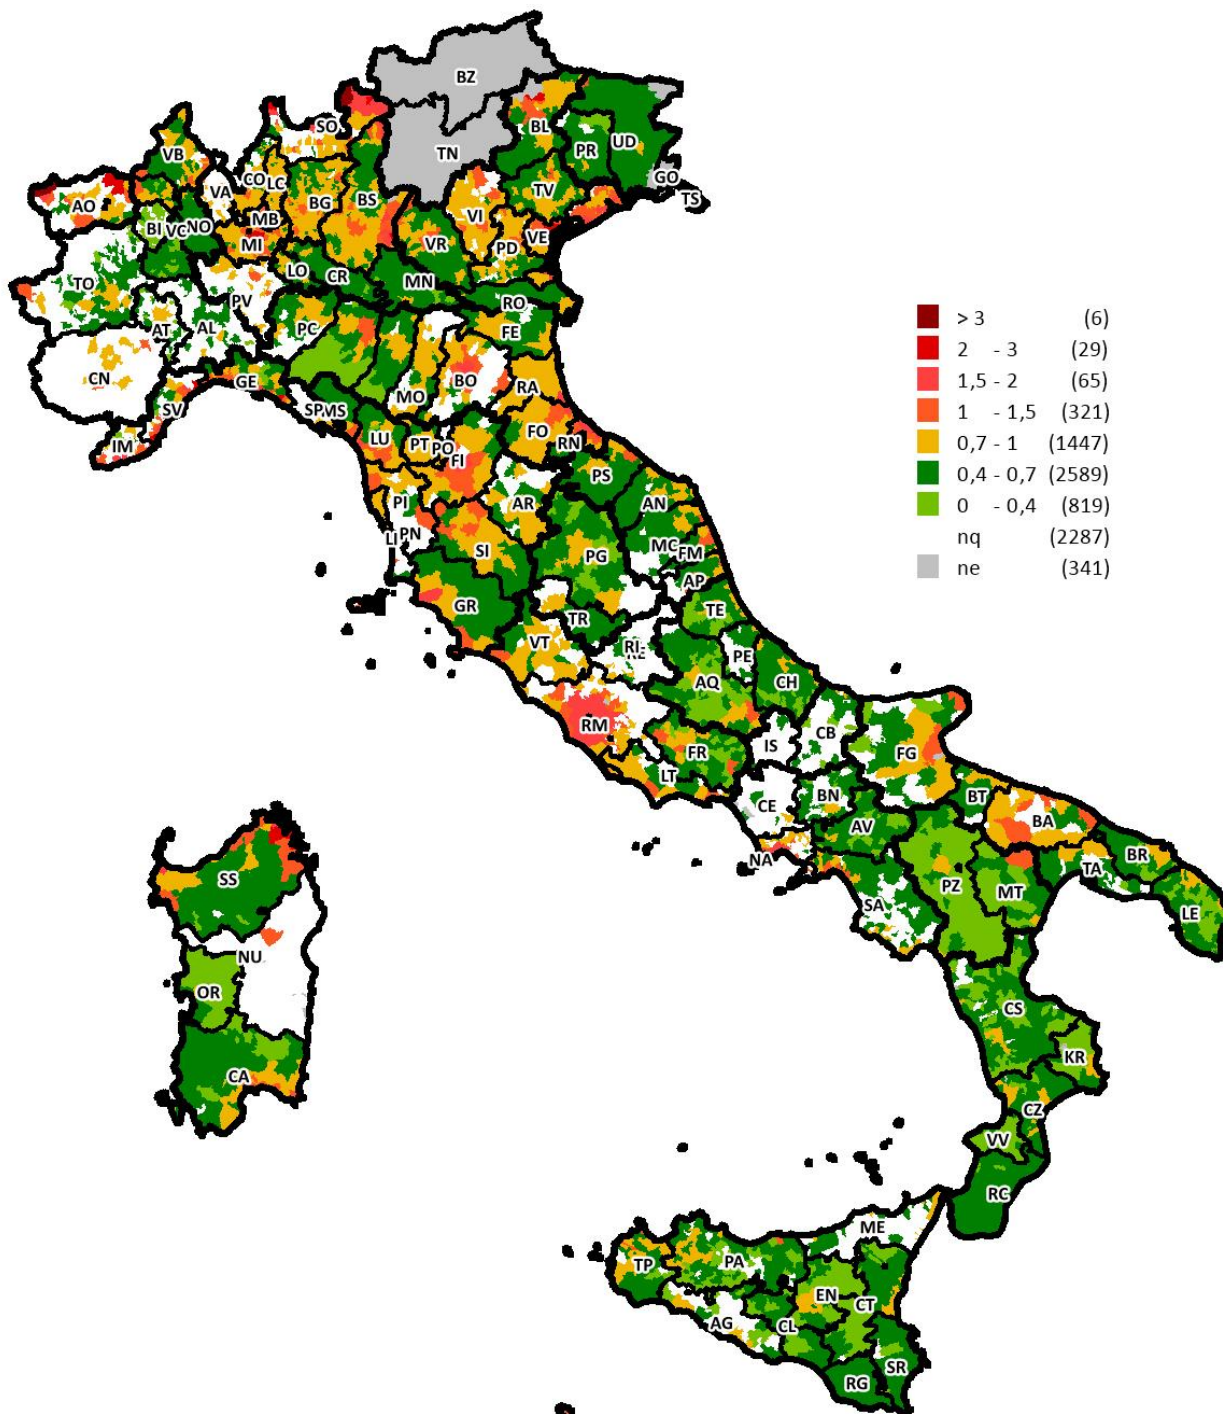 BZ
SO
BL
PR
UD
TN
VB
GO
TS
AO
VA
CO
LC
BG
BS
VI
TV
BI
VC
NO
MB
MI
PD
VE
VR
LO
CR
MN
TO
PV
RO
AT
AL
PC
FE
CN
GE
SV
SP
MS
MO
BO
RA
IM
LU
PT
PO
FI
FO
RN
PS
PI
AR
AN
LI
PN
SI
PG
MC
FM
AP
GR
TR
TE
VT
RI
PE
AQ
CH
RM
CB
IS
FR
LT
FG
CE
BN
BT
BA
AV
NA
BR
TA
SS
PZ
MT
SA
LE
NU
OR
CS
KR
CA
CZ
VV
RC
ME
TP
PA
EN
CT
AG
CL
SR
RG
> 3 (6)
2 - 3 (29)
1,5 - 2 (65)
1 - 1,5 (321)
0,7 - 1 (1447)
0,4 - 0,7 (2589)
0 - 0,4 (819)
nq (2287)
ne (341)